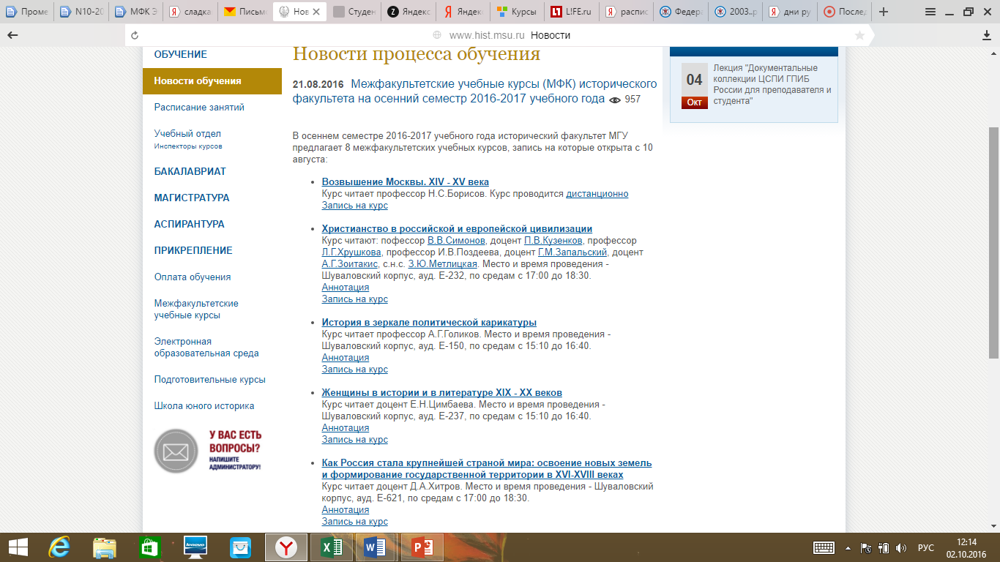 Проме
N10-20
МФК Э
сладка
Письма
Нов
Студен
Яндекс
Яндекс
Курсы
L!FE.ru
распис
Федера
2003..р
дни ру
Послед
www.hist.msu.ru Новости
ОБУЧЕНИЕ
Новости обучения
Расписание занятий
Учебный отдел
Инспекторы курсов
БАКАЛАВРИАТ
МАГИСТРАТУРА
АСПИРАНТУРА
ПРИКРЕПЛЕНИЕ
Оплата обучения
Межфакультетские
учебные курсы
Электронная
образовательная среда
Подготовительные курсы
Школа юного историка
У ВАС ЕСТЬ
ВОПРОСЫ?
НАПИШИТЕ
АДМИНИСТРАТОРУ!
Новости процесса обучения
21.08.2016 Межфакультетские учебные курсы (МФК) исторического
факультета на осенний семестр 2016-2017 учебного года 957
В осеннем семестре 2016-2017 учебного года исторический факультет МГУ
предлагает 8 межфакультетских учебных курсов, запись на которые открыта с 10
августа:
• Возвышение Москвы. XIV - XV века
Курс читает профессор Н.С.Борисов. Курс проводится дистанционно
Запись на курс
• Христианство в российской и европейской цивилизации
Курс читают: пофессор В.В.Симонов, доцент П.В.Кузенков, профессор
Л.Г.Хрушкова, профессор И.В.Поздеева, доцент Г.М.Запальский, доцент
А.Г.Зоитакис, с.н.с. З.Ю.Метлицкая. Место и время проведения -
Шуваловский корпус, ауд. Е-232, по средам с 17:00 до 18:30.
Аннотация
Запись на курс
• История в зеркале политической карикатуры
Курс читает профессор А.Г.Голиков. Место и время проведения -
Шуваловский корпус, ауд. Е-150, по средам с 15:10 до 16:40.
Аннотация
Запись на курс
• Женщины в истории и в литературе XIX - XX веков
Курс читает доцент Е.Н.Цимбаева. Место и время проведения -
Шуваловский корпус, ауд. Е-237, по средам с 15:10 до 16:40.
Аннотация
Запись на курс
• Как Россия стала крупнейшей страной мира: освоение новых земель
и формирование государственной территории в XVI-XVIII веках
Курс читает доцент Д.А.Хитров. Место и время проведения - Шуваловский
корпус, ауд. Е-621, по средам с 17:00 до 18:30.
Аннотация
Запись на курс
04
Окт
Лекция "Документальные
коллекции ЦСПИ ГПИБ
России для преподавателя и
студента"
lenovo
РУС
12:14
02.10.2016